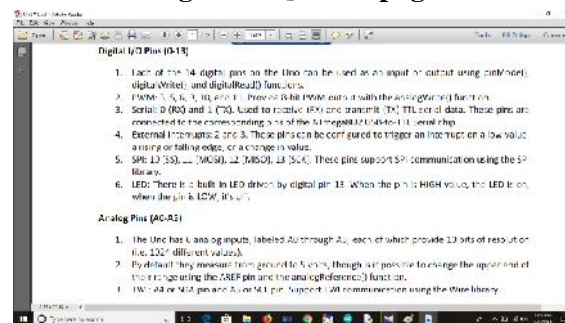 Digital I/O Pins (0-13)
1. Each of the 14 digital pins on the Uno can be used as an input or output using pinMode(),
digitalWrite(), and digitalRead() functions.
2. PWM: 3, 5, 6, 9, 10, and 11. Provide 8-bit PWM output with the analogWrite() function.
3. Serial: 0 (RX) and 1 (TX). Used to receive (RX) and transmit (TX) TTL serial data. These pins are
connected to the corresponding pins of the USB-to-TTL Serial chip.
4. External Interrupts: 2 and 3. These pins can be configured to trigger an interrupt on a low value,
a rising or falling edge, or a change in value.
5. SPI: 10 (SS), 11 (MOSI), 12 (MISO), 13 (SCK). These pins support SPI communication using the SPI
library.
6. LED: There is a built in LED driven by digital pin 13. When the pin is HIGH value, the LED is on,
when the pin is LOW, it's
Analog Pins (A0-A5)
1. The Uno has 6 analog inputs, labeled A0 through A5, each of which provide 10 bits of resolution
(i.e. 1024 different values).
2. By default they measure from ground to 5 volts, though is it possible to change the upper end of
their range using the AREF pin and the analogReference() function.
TWI: A4 or SDA pin and A5 or SCL pin. Support TWI communication using the Wire library.